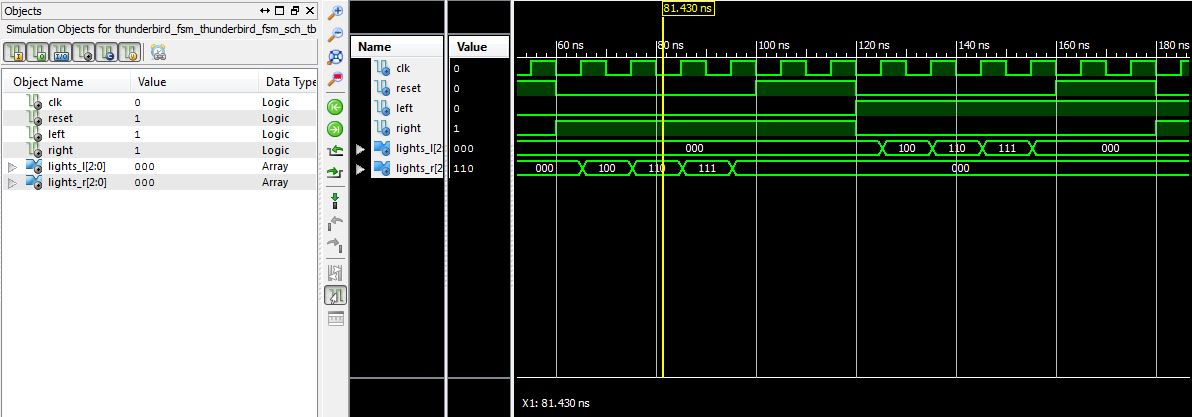 Objects
Simulation Objects for thunderbird_fsm_thunderbird_fsm_sch_tb
Object Name Value Data Type
clk 0 Logic
reset 1 Logic
left 1 Logic
right 1 Logic
lights_l[2:0] 000 Array
lights_r[2:0] 000 Array
81.430 ns
Name Value
60 ns 80 ns 100 ns 120 ns 140 ns 160 ns 180 ns
clk 0
reset 0
left 0
right 1
lights_l[2: 000 000 100 110 111 000
lights_r[2 110 000 100 110 111 000
X1: 81.430 ns